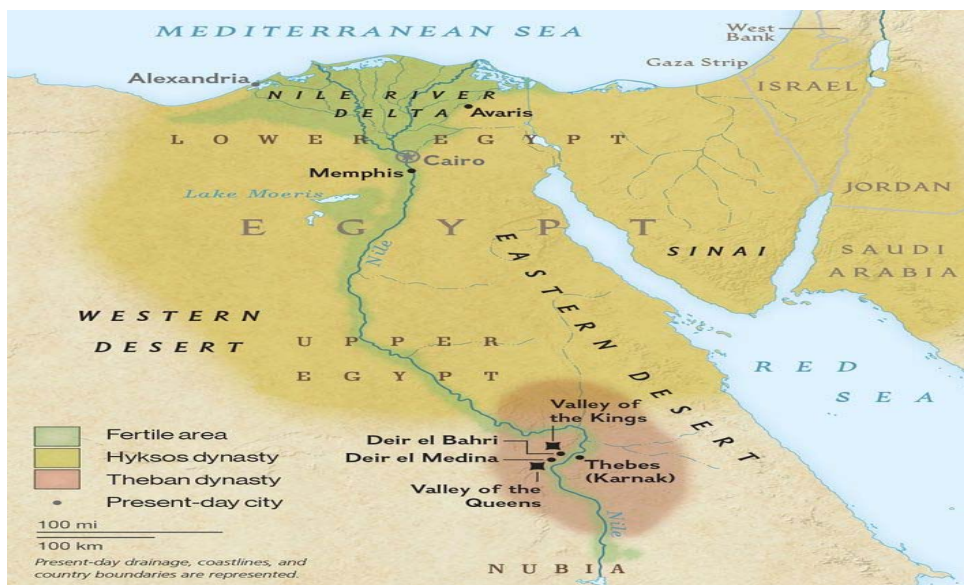 MEDITERRANEAN SEA
West
Bank
Gaza Strip
Alexandria
ISRAEL
NILE RIVER
DELTA
Avaris
LOWER EGYPT
Cairo
Memphis
Lake Moeris
JORDAN
EGYPT
Nile
SINAI
SAUDI
ARABIA
EASTERN DESERT
WESTERN
DESERT
UPPER
EGYPT
RED
SEA
Valley of
the Kings
Deir el Bahri
Deir el Medina
Thebes
(Karnak)
Valley of the
Queens
Nile
NUBIA
Fertile area
Hyksos dynasty
Theban dynasty
Present-day city
100 mi
100 km
Present-day drainage, coastlines, and
country boundaries are represented.